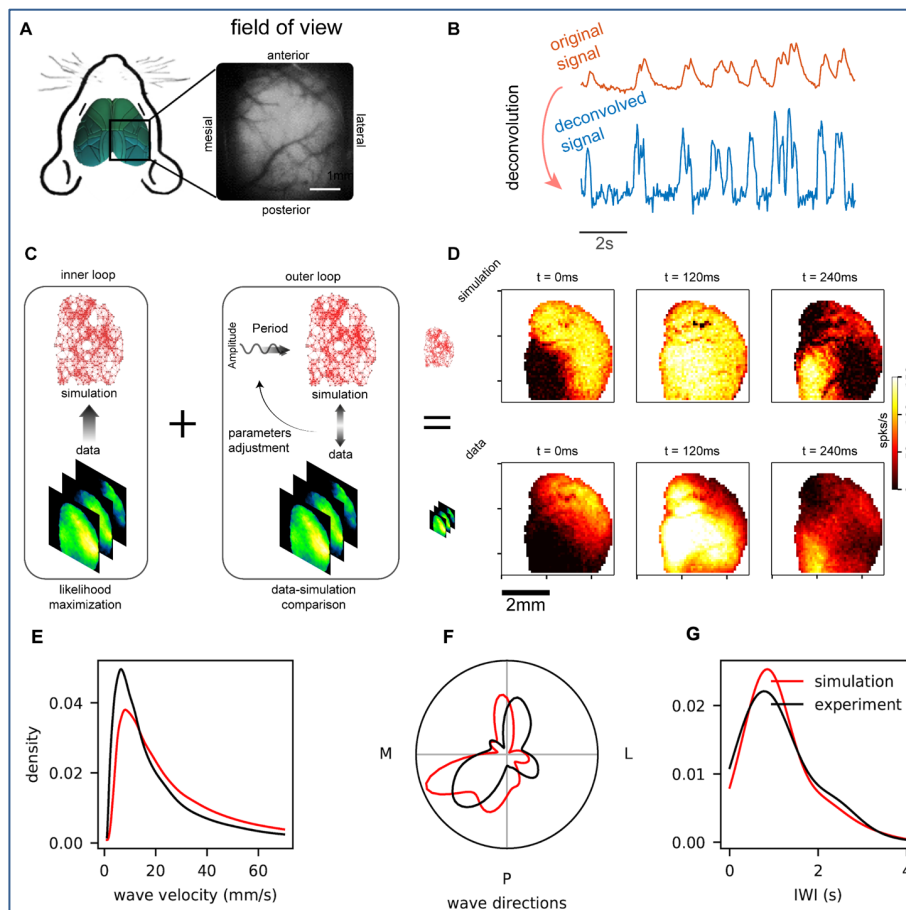 A
field of view
anterior
mesial
lateral
1mm
posterior
B
original
signal
deconvolution
deconvolved
signal
2s
C
inner loop
simulation
data
likelihood
maximization
+
outer loop
Amplitude
Period
simulation
parameters
adjustment
data
data-simulation
comparison
=
D
simulation
t = 0ms
t = 120ms
t = 240ms
data
t = 0ms
t = 120ms
t = 240ms
spks/s
2mm
E
density
0.04
0.02
0.00
0
20
40
60
wave velocity (mm/s)
F
M
L
P
wave directions
G
simulation
experiment
0.02
0.01
0.00
0
2
4
IWI (s)